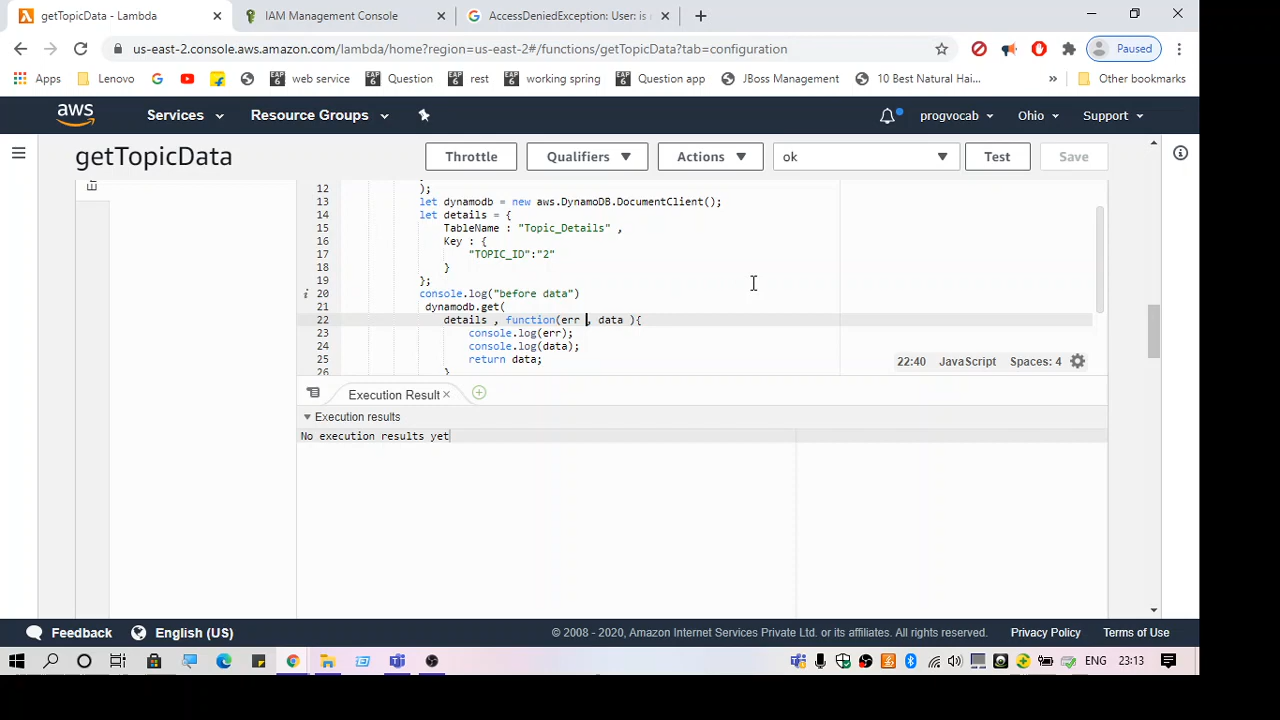 getTopicData - Lambda
IAM Management Console
AccessDeniedException: User: is
us-east-2.console.aws.amazon.com/lambda/home?region=us-east-2#/functions/getTopicData?tab=configuration
Paused
Apps
Lenovo
web service
Question
rest
working spring
Question app
JBoss Management
10 Best Natural Hai...
»
Other bookmarks
aws
Services
Resource Groups
progvocab
Ohio
Support
getTopicData
Throttle
Qualifiers
Actions
ok
Test
Save
12 );
13 let dynamodb = new aws.DynamoDB.DocumentClient();
14 let details = {
15 TableName : "Topic_Details" ,
16 Key : {
17 "TOPIC_ID":"2"
18 }
19 };
20 console.log("before data")
21 dynamodb.get(
22 details , function(err , data ){
23 console.log(err);
24 console.log(data);
25 return data;
26 }
22:40 JavaScript Spaces: 4
Execution Result
Execution results
No execution results yet
Feedback
English (US)
© 2008 - 2020, Amazon Internet Services Private Ltd. or its affiliates. All rights reserved.
Privacy Policy
Terms of Use
ENG
23:13